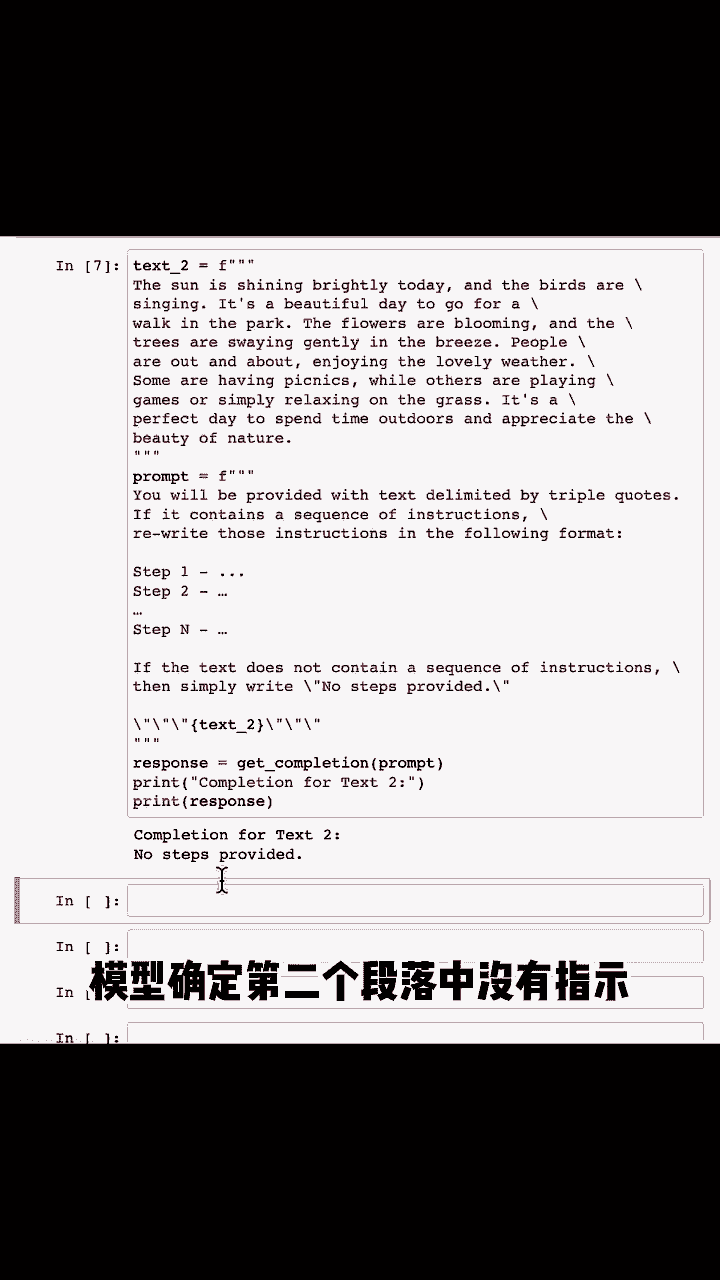 In [7]: text_2 = f"""
The sun is shining brightly today, and the birds are \
singing. It's a beautiful day to go for a \
walk in the park. The flowers are blooming, and the \
trees are swaying gently in the breeze. People \
are out and about, enjoying the lovely weather. \
Some are having picnics, while others are playing \
games or simply relaxing on the grass. It's a \
perfect day to spend time outdoors and appreciate the \
beauty of nature.
"""
prompt = f"""
You will be provided with text delimited by triple quotes.
If it contains a sequence of instructions, \
re-write those instructions in the following format:

Step 1 - ...
Step 2 - …
…
Step N - …

If the text does not contain a sequence of instructions, \
then simply write \"No steps provided.\"

\"\"\"{text_2}\"\"\"
"""
response = get_completion(prompt)
print("Completion for Text 2:")
print(response)
Completion for Text 2:
No steps provided.
In [ ]:
In [ ]:
模型确定第二个段落中没有指示
In [
In [ ]: